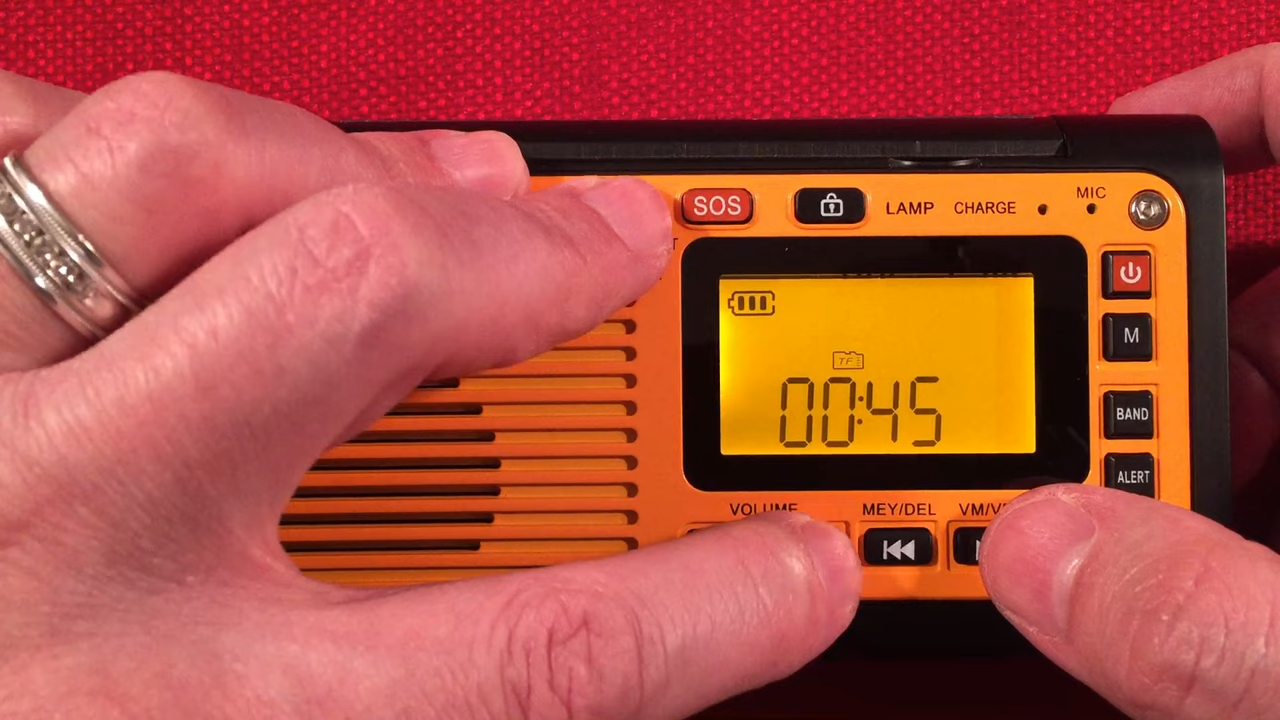 SOS
LAMP
CHARGE
MIC
M
BAND
ALERT
TF
00:45
VOLUME
MEY/DEL